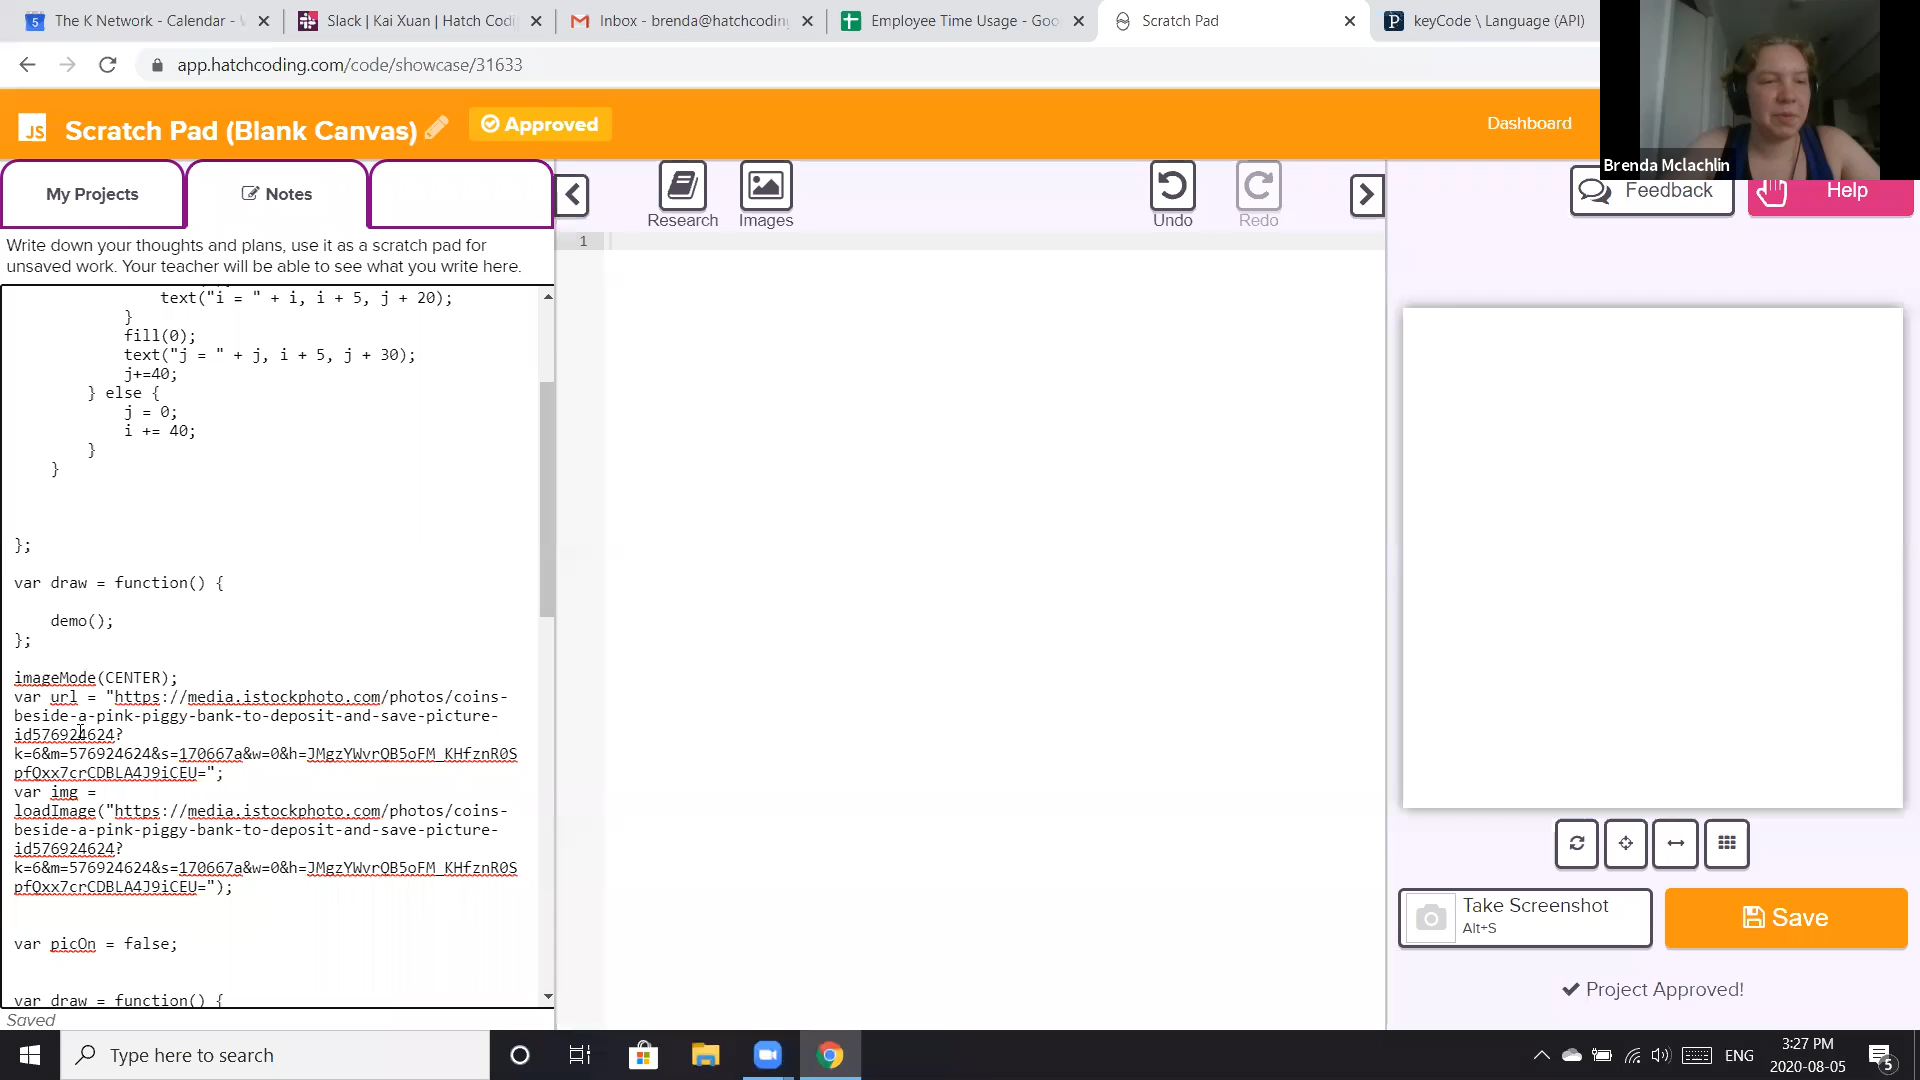 The K Network - Calendar -
Slack | Kai Xuan | Hatch Codi
Inbox - brenda@hatchcoding
Employee Time Usage - Goo
Scratch Pad
keyCode \ Language (API)
app.hatchcoding.com/code/showcase/31633
JS
Scratch Pad (Blank Canvas)
Approved
Dashboard
Brenda Mclachlin
My Projects
Notes
Research
Images
Undo
Redo
Feedback
Help
Write down your thoughts and plans, use it as a scratch pad for
unsaved work. Your teacher will be able to see what you write here.
1
text("i = " + i, i + 5, j + 20);
}
fill(0);
text("j = " + j, i + 5, j + 30);
j+=40;
} else {
j = 0;
i += 40;
}
}
};
var draw = function() {
demo();
};
imageMode(CENTER);
var url = "https://media.istockphoto.com/photos/coins-
beside-a-pink-piggy-bank-to-deposit-and-save-picture-
id576924624?
k=6&m=576924624&s=170667a&w=0&h=JMgzYWvrQB5oFM_KHfznR0S
pfQxx7crCDBLA4J9iCEU=";
var img =
loadImage("https://media.istockphoto.com/photos/coins-
beside-a-pink-piggy-bank-to-deposit-and-save-picture-
id576924624?
k=6&m=576924624&s=170667a&w=0&h=JMgzYWvrQB5oFM_KHfznR0S
pfQxx7crCDBLA4J9iCEU=");
var picOn = false;
var draw = function() {
Saved
Take Screenshot
Alt+S
Save
Project Approved!
Type here to search
ENG
3:27 PM
2020-08-05
5